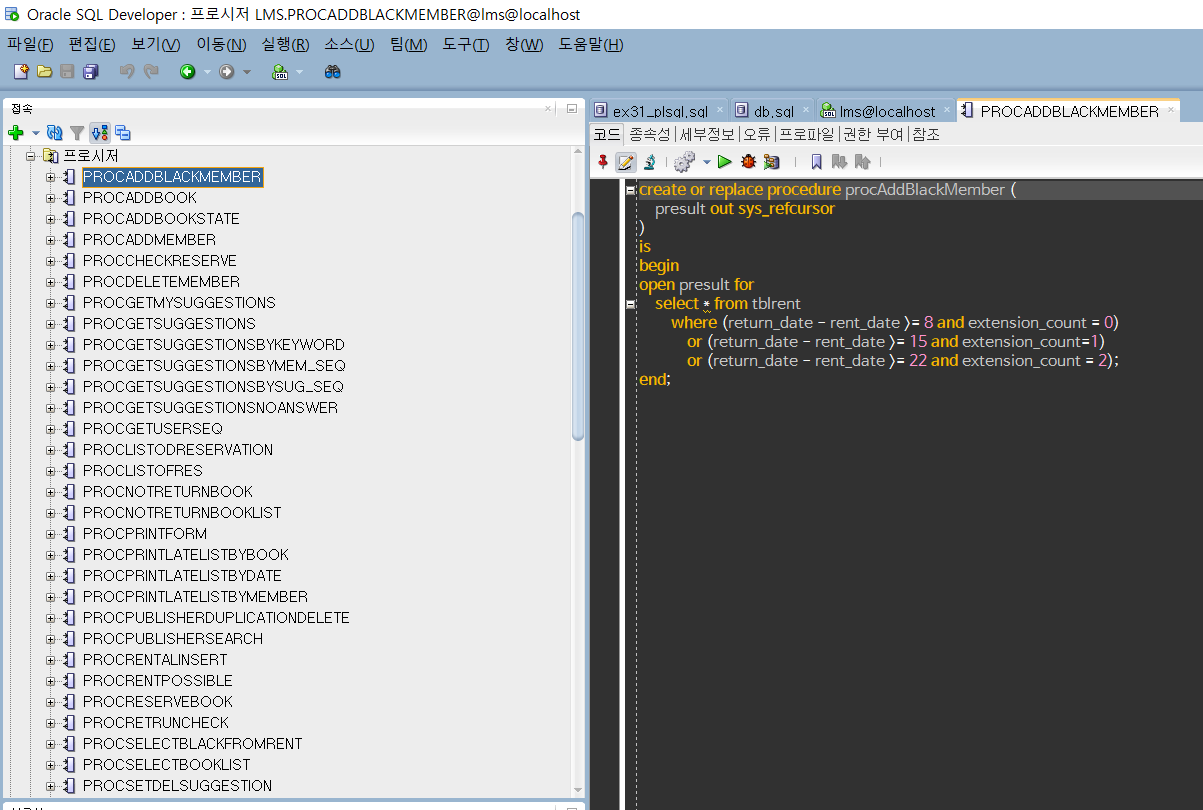 Oracle SQL Developer : 프로시저 LMS.PROCADDBLACKMEMBER@lms@localhost
파일(F) 편집(E) 보기(V) 이동(N) 실행(R) 소스(U) 팀(M) 도구(T) 창(W) 도움말(H)
접속
프로시저
PROCADDBLACKMEMBER
PROCADDBOOK
PROCADDBOOKSTATE
PROCADDMEMBER
PROCCHECKRESERVE
PROCDELETEMEMBER
PROCGETMYSUGGESTIONS
PROCGETSUGGESTIONS
PROCGETSUGGESTIONSBYKEYWORD
PROCGETSUGGESTIONSBYMEM_SEQ
PROCGETSUGGESTIONSBYSUG_SEQ
PROCGETSUGGESTIONSNOANSWER
PROCGETUSERSEQ
PROCLISTODRESERVATION
PROCLISTOFRES
PROCNOTRETURNBOOK
PROCNOTRETURNBOOKLIST
PROCPRINTFORM
PROCPRINTLATELISTBYBOOK
PROCPRINTLATELISTBYDATE
PROCPRINTLATELISTBYMEMBER
PROCPUBLISHERDUPLICATIONDELETE
PROCPUBLISHERSEARCH
PROCRENTALINSERT
PROCRENTPOSSIBLE
PROCRESERVEBOOK
PROCRETRUNCHECK
PROCSELECTBLACKFROMRENT
PROCSELECTBOOKLIST
PROCSETDELSUGGESTION
ex31_plsql.sql db.sql lms@localhost PROCADDBLACKMEMBER
코드 종속성 세부정보 오류 프로파일 권한 부여 참조
create or replace procedure procAddBlackMember (
presult out sys_refcursor
)
is
begin
open presult for
select * from tblrent
where (return_date - rent_date >= 8 and extension_count = 0)
or (return_date - rent_date >= 15 and extension_count=1)
or (return_date - rent_date >= 22 and extension_count = 2);
end;